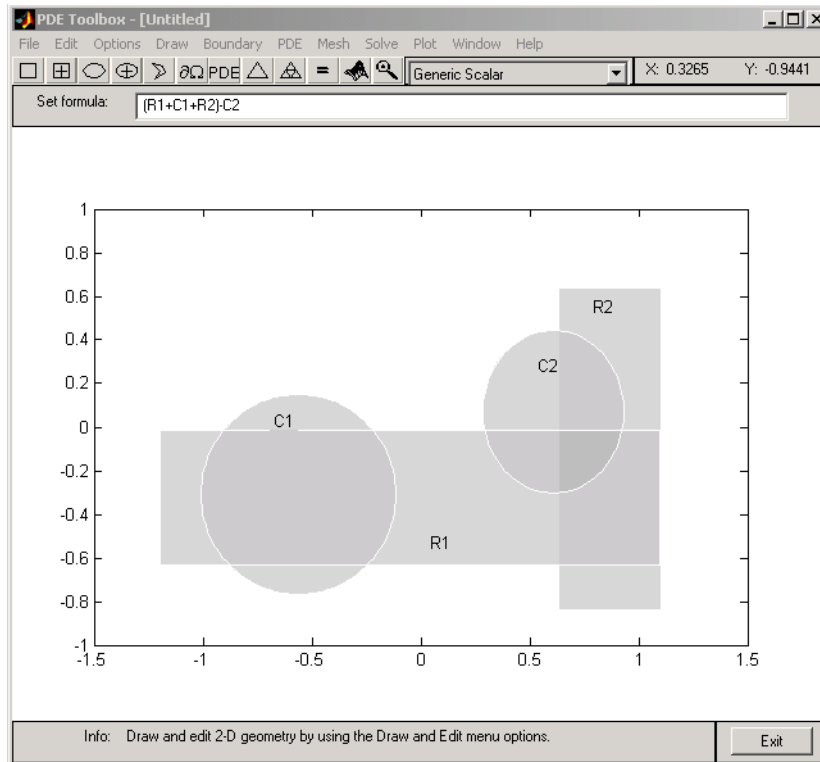 PDE Toolbox - [Untitled]
File Edit Options Draw Boundary PDE Mesh Solve Plot Window Help
∂Ω PDE = Generic Scalar X: 0.3265 Y: -0.9441
Set formula: (R1+C1+R2)-C2
1
0.8
0.6
R2
0.4
C2
0.2
C1
0
-0.2
-0.4
R1
-0.6
-0.8
-1
-1.5 -1 -0.5 0 0.5 1 1.5
Info: Draw and edit 2-D geometry by using the Draw and Edit menu options.
Exit